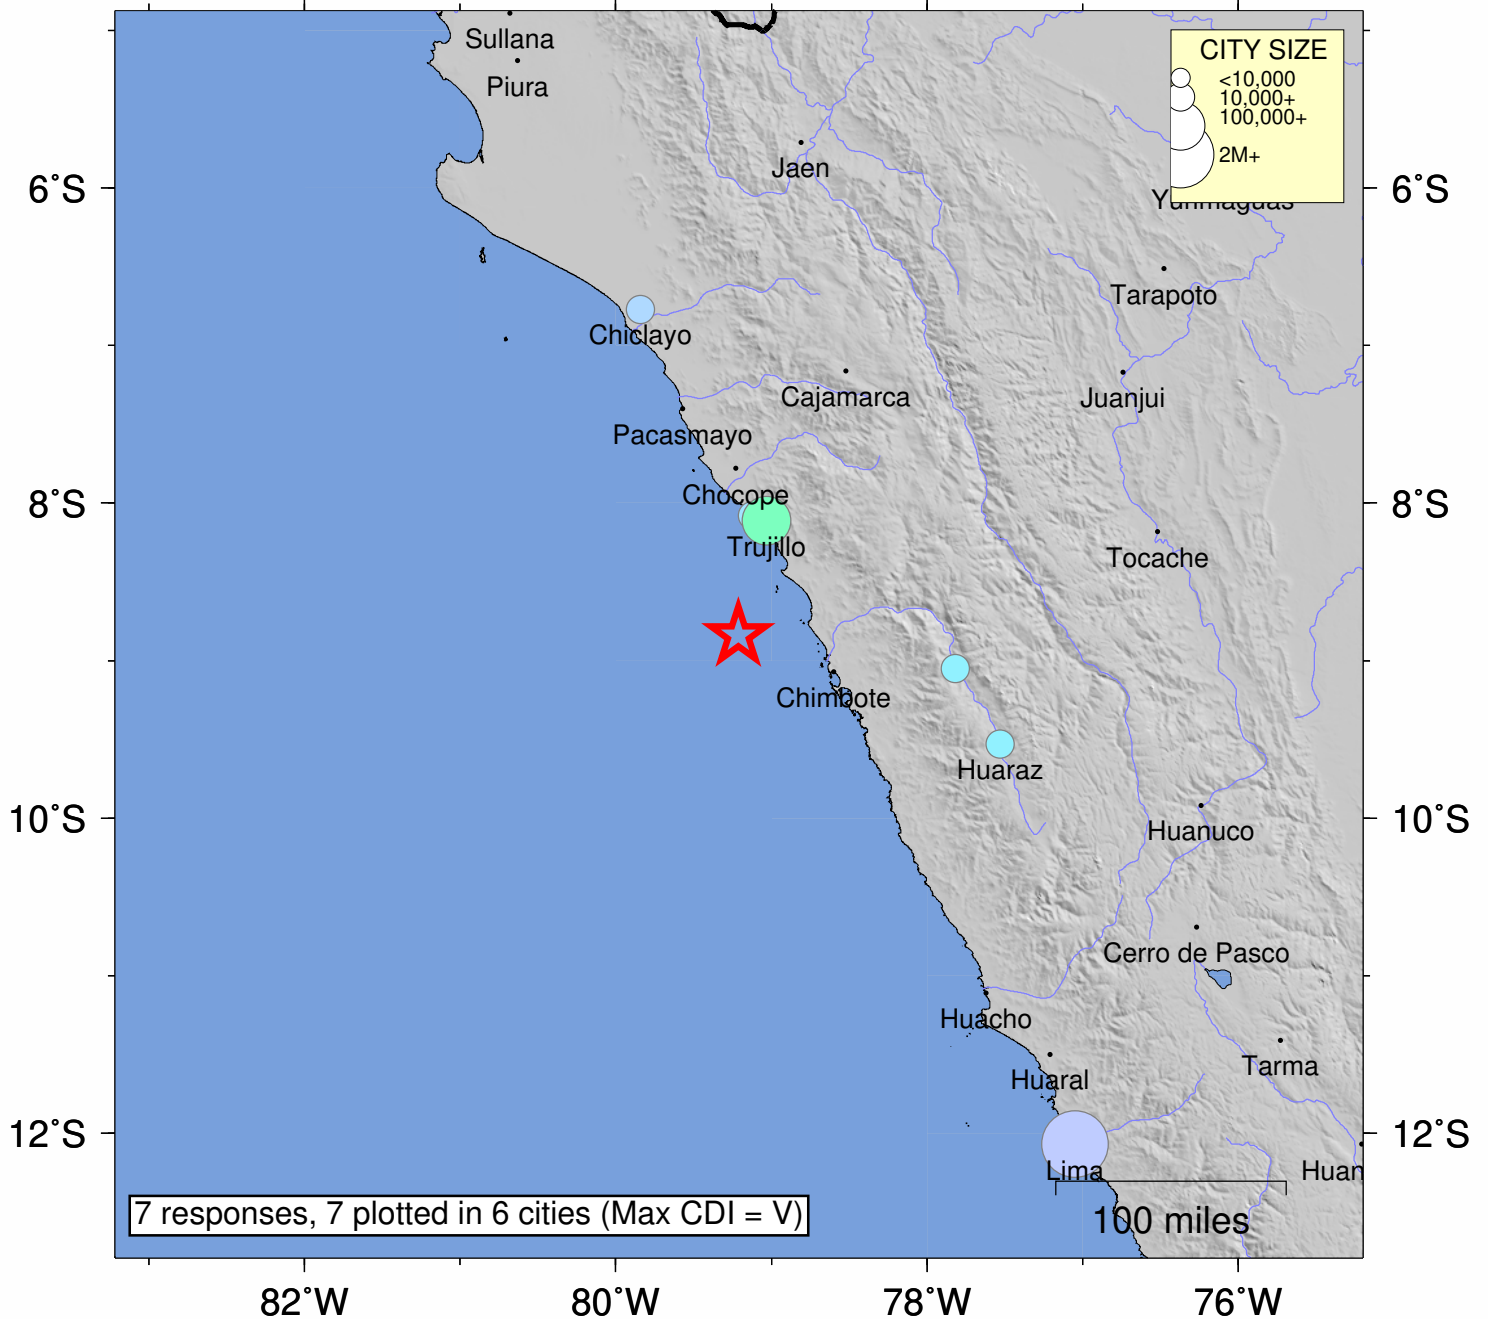 Sullana
Piura
CITY SIZE
<10,000
10,000+
100,000+
2M+
Jaen
6°S
6°S
Yurimaguas
Tarapoto
Chiclayo
Cajamarca
Juanjui
Pacasmayo
Chocope
8°S
8°S
Trujillo
Tocache
Chimbote
Huaraz
10°S
10°S
Huanuco
Cerro de Pasco
Huacho
Tarma
Huaral
12°S
12°S
Lima
Huan
7 responses, 7 plotted in 6 cities (Max CDI = V)
100 miles
82°W
80°W
78°W
76°W